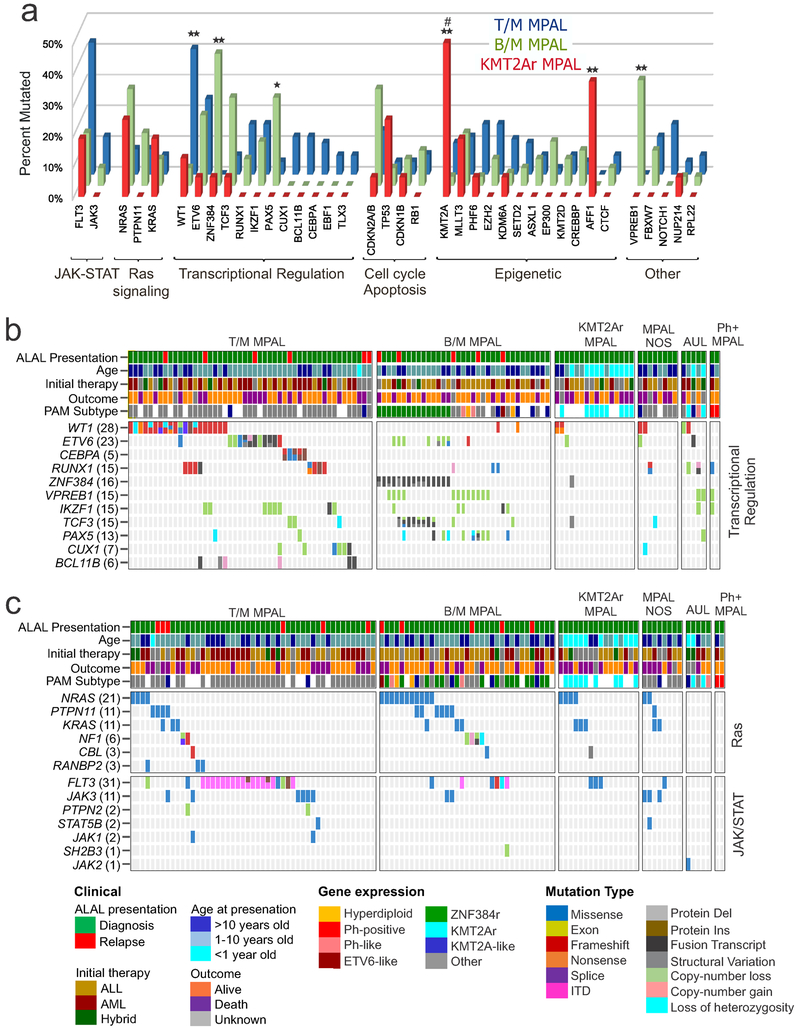 a
T/M MPAL
B/M MPAL
KMT2Ar MPAL
Percent Mutated
50%
40%
30%
20%
10%
0%
** ** * # ** ** **
FLT3 JAK3 NRAS PTPN11 KRAS WT1 ETV6 ZNF384 TCF3 RUNX1 IKZF1 PAX5 CUX1 BCL11B CEBPA EBF1 TLX3 CDKN2A/B TP53 CDKN1B RB1 KMT2A MLLT3 PHF6 EZH2 KDM6A SETD2 ASXL1 EP300 KMT2D CREBBP AFF1 CTCF VPREB1 FBXW7 NOTCH1 NUP214 RPL22
JAK-STAT Ras signaling Transcriptional Regulation Cell cycle Apoptosis Epigenetic Other
b
T/M MPAL B/M MPAL KMT2Ar MPAL MPAL NOS AUL Ph+ MPAL
ALAL Presentation
Age
Initial therapy
Outcome
PAM Subtype
WT1 (28)
ETV6 (23)
CEBPA (5)
RUNX1 (15)
ZNF384 (16)
VPREB1 (15)
IKZF1 (15)
TCF3 (15)
PAX5 (13)
CUX1 (7)
BCL11B (6)
Transcriptional Regulation
c
T/M MPAL B/M MPAL KMT2Ar MPAL MPAL NOS AUL Ph+ MPAL
ALAL Presentation
Age
Initial therapy
Outcome
PAM Subtype
NRAS (21)
PTPN11 (11)
KRAS (11)
NF1 (6)
CBL (3)
RANBP2 (3)
Ras
FLT3 (31)
JAK3 (11)
PTPN2 (2)
STAT5B (2)
JAK1 (2)
SH2B3 (1)
JAK2 (1)
JAK/STAT
Clinical
ALAL presentation
Diagnosis
Relapse
Initial therapy
ALL
AML
Hybrid
Age at presenation
>10 years old
1-10 years old
<1 year old
Outcome
Alive
Death
Unknown
Gene expression
Hyperdiploid
Ph-positive
Ph-like
ETV6-like
ZNF384r
KMT2Ar
KMT2A-like
Other
Mutation Type
Missense
Exon
Frameshift
Nonsense
Splice
ITD
Protein Del
Protein Ins
Fusion Transcript
Structural Variation
Copy-number loss
Copy-number gain
Loss of heterozygosity